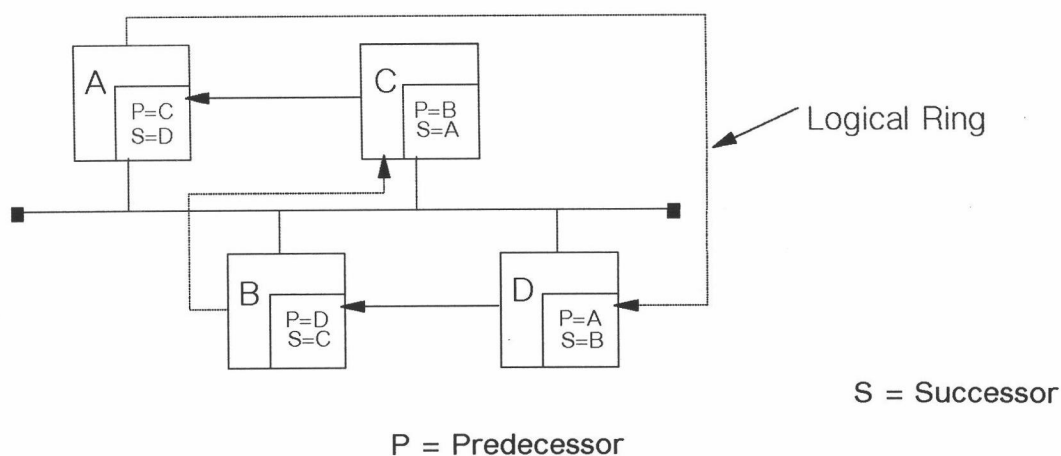 A
P=C
S=D
C
P=B
S=A
Logical Ring
B
P=D
S=C
D
P=A
S=B
S = Successor
P = Predecessor